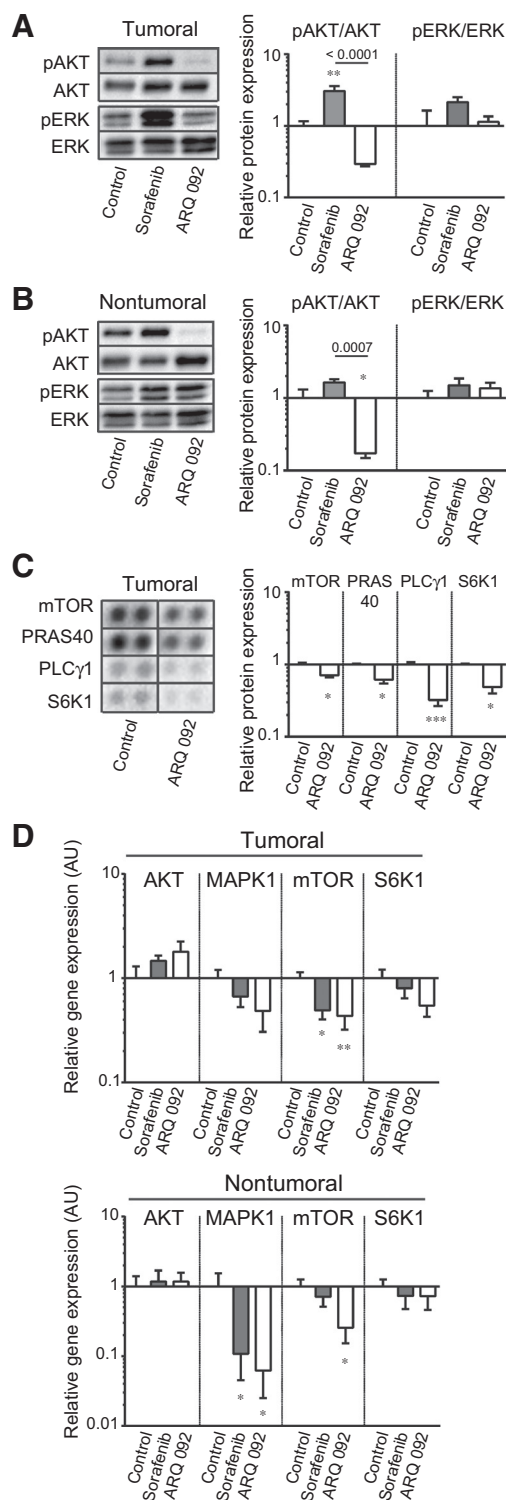 A
Tumoral
pAKT
AKT
pERK
ERK
Control
Sorafenib
ARQ 092
Relative protein expression
pAKT/AKT
pERK/ERK
10
1
0.1
< 0.0001
**
Control
Sorafenib
ARQ 092
Control
Sorafenib
ARQ 092
B
Nontumoral
pAKT
AKT
pERK
ERK
Control
Sorafenib
ARQ 092
Relative protein expression
pAKT/AKT
pERK/ERK
10
1
0.1
0.0007
*
Control
Sorafenib
ARQ 092
Control
Sorafenib
ARQ 092
C
Tumoral
mTOR
PRAS40
PLCγ1
S6K1
Control
ARQ 092
Relative protein expression
10
1
0.1
mTOR
PRAS
40
PLCγ1
S6K1
*
*
***
*
Control
ARQ 092
Control
ARQ 092
Control
ARQ 092
Control
ARQ 092
D
Tumoral
Relative gene expression (AU)
10
1
0.1
AKT
MAPK1
mTOR
S6K1
*
**
Control
Sorafenib
ARQ 092
Control
Sorafenib
ARQ 092
Control
Sorafenib
ARQ 092
Control
Sorafenib
ARQ 092
Nontumoral
Relative gene expression (AU)
10
1
0.1
0.01
AKT
MAPK1
mTOR
S6K1
*
*
*
Control
Sorafenib
ARQ 092
Control
Sorafenib
ARQ 092
Control
Sorafenib
ARQ 092
Control
Sorafenib
ARQ 092